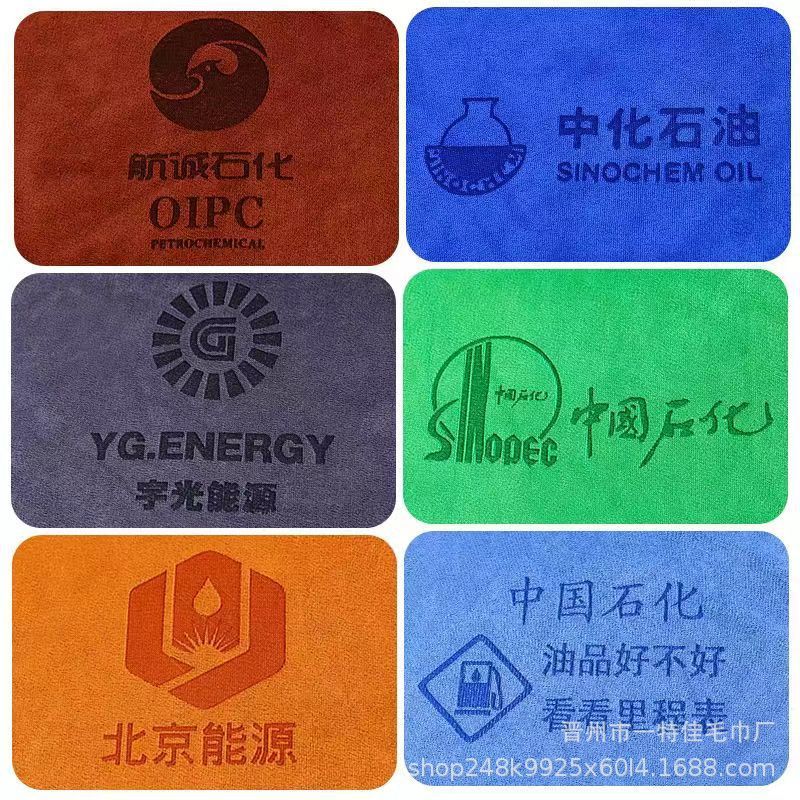 航诚石化
OIPC
PETROCHEMICAL
SINOCHEM
中化石油
SINOCHEM OIL
G
YG.ENERGY
宇光能源
中国石化
SINOPEC
中國石化
北京能源
中国石化
油品好不好
看看里程表
晋州市一特佳毛巾厂
shop248k9925x60l4.1688.com